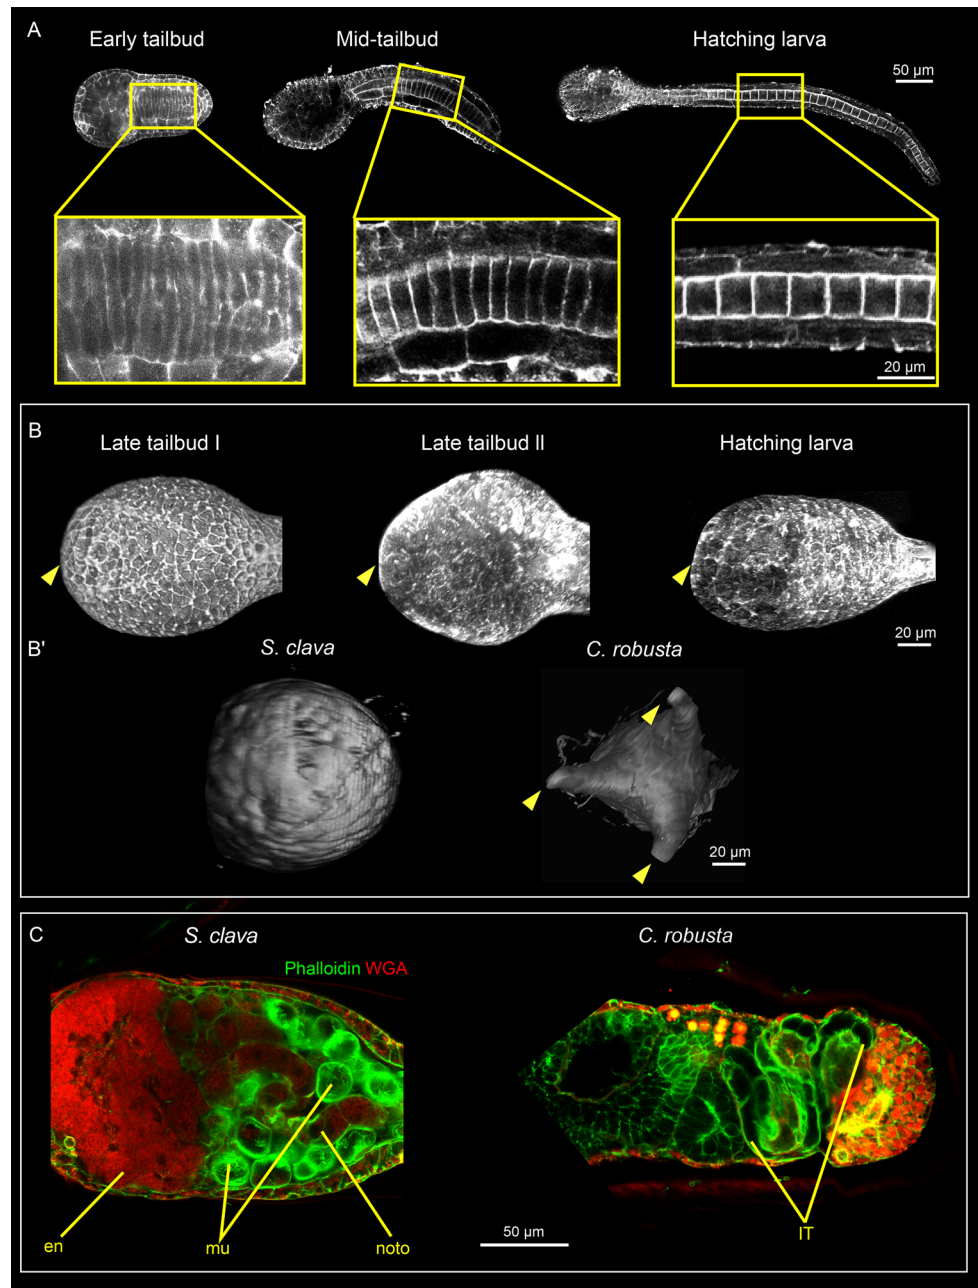 A
Early tailbud
Mid-tailbud
Hatching larva
50 µm
20 µm
B
Late tailbud I
Late tailbud II
Hatching larva
20 µm
B'
S. clava
C. robusta
20 µm
C
S. clava
C. robusta
Phalloidin WGA
en
mu
noto
IT
50 µm